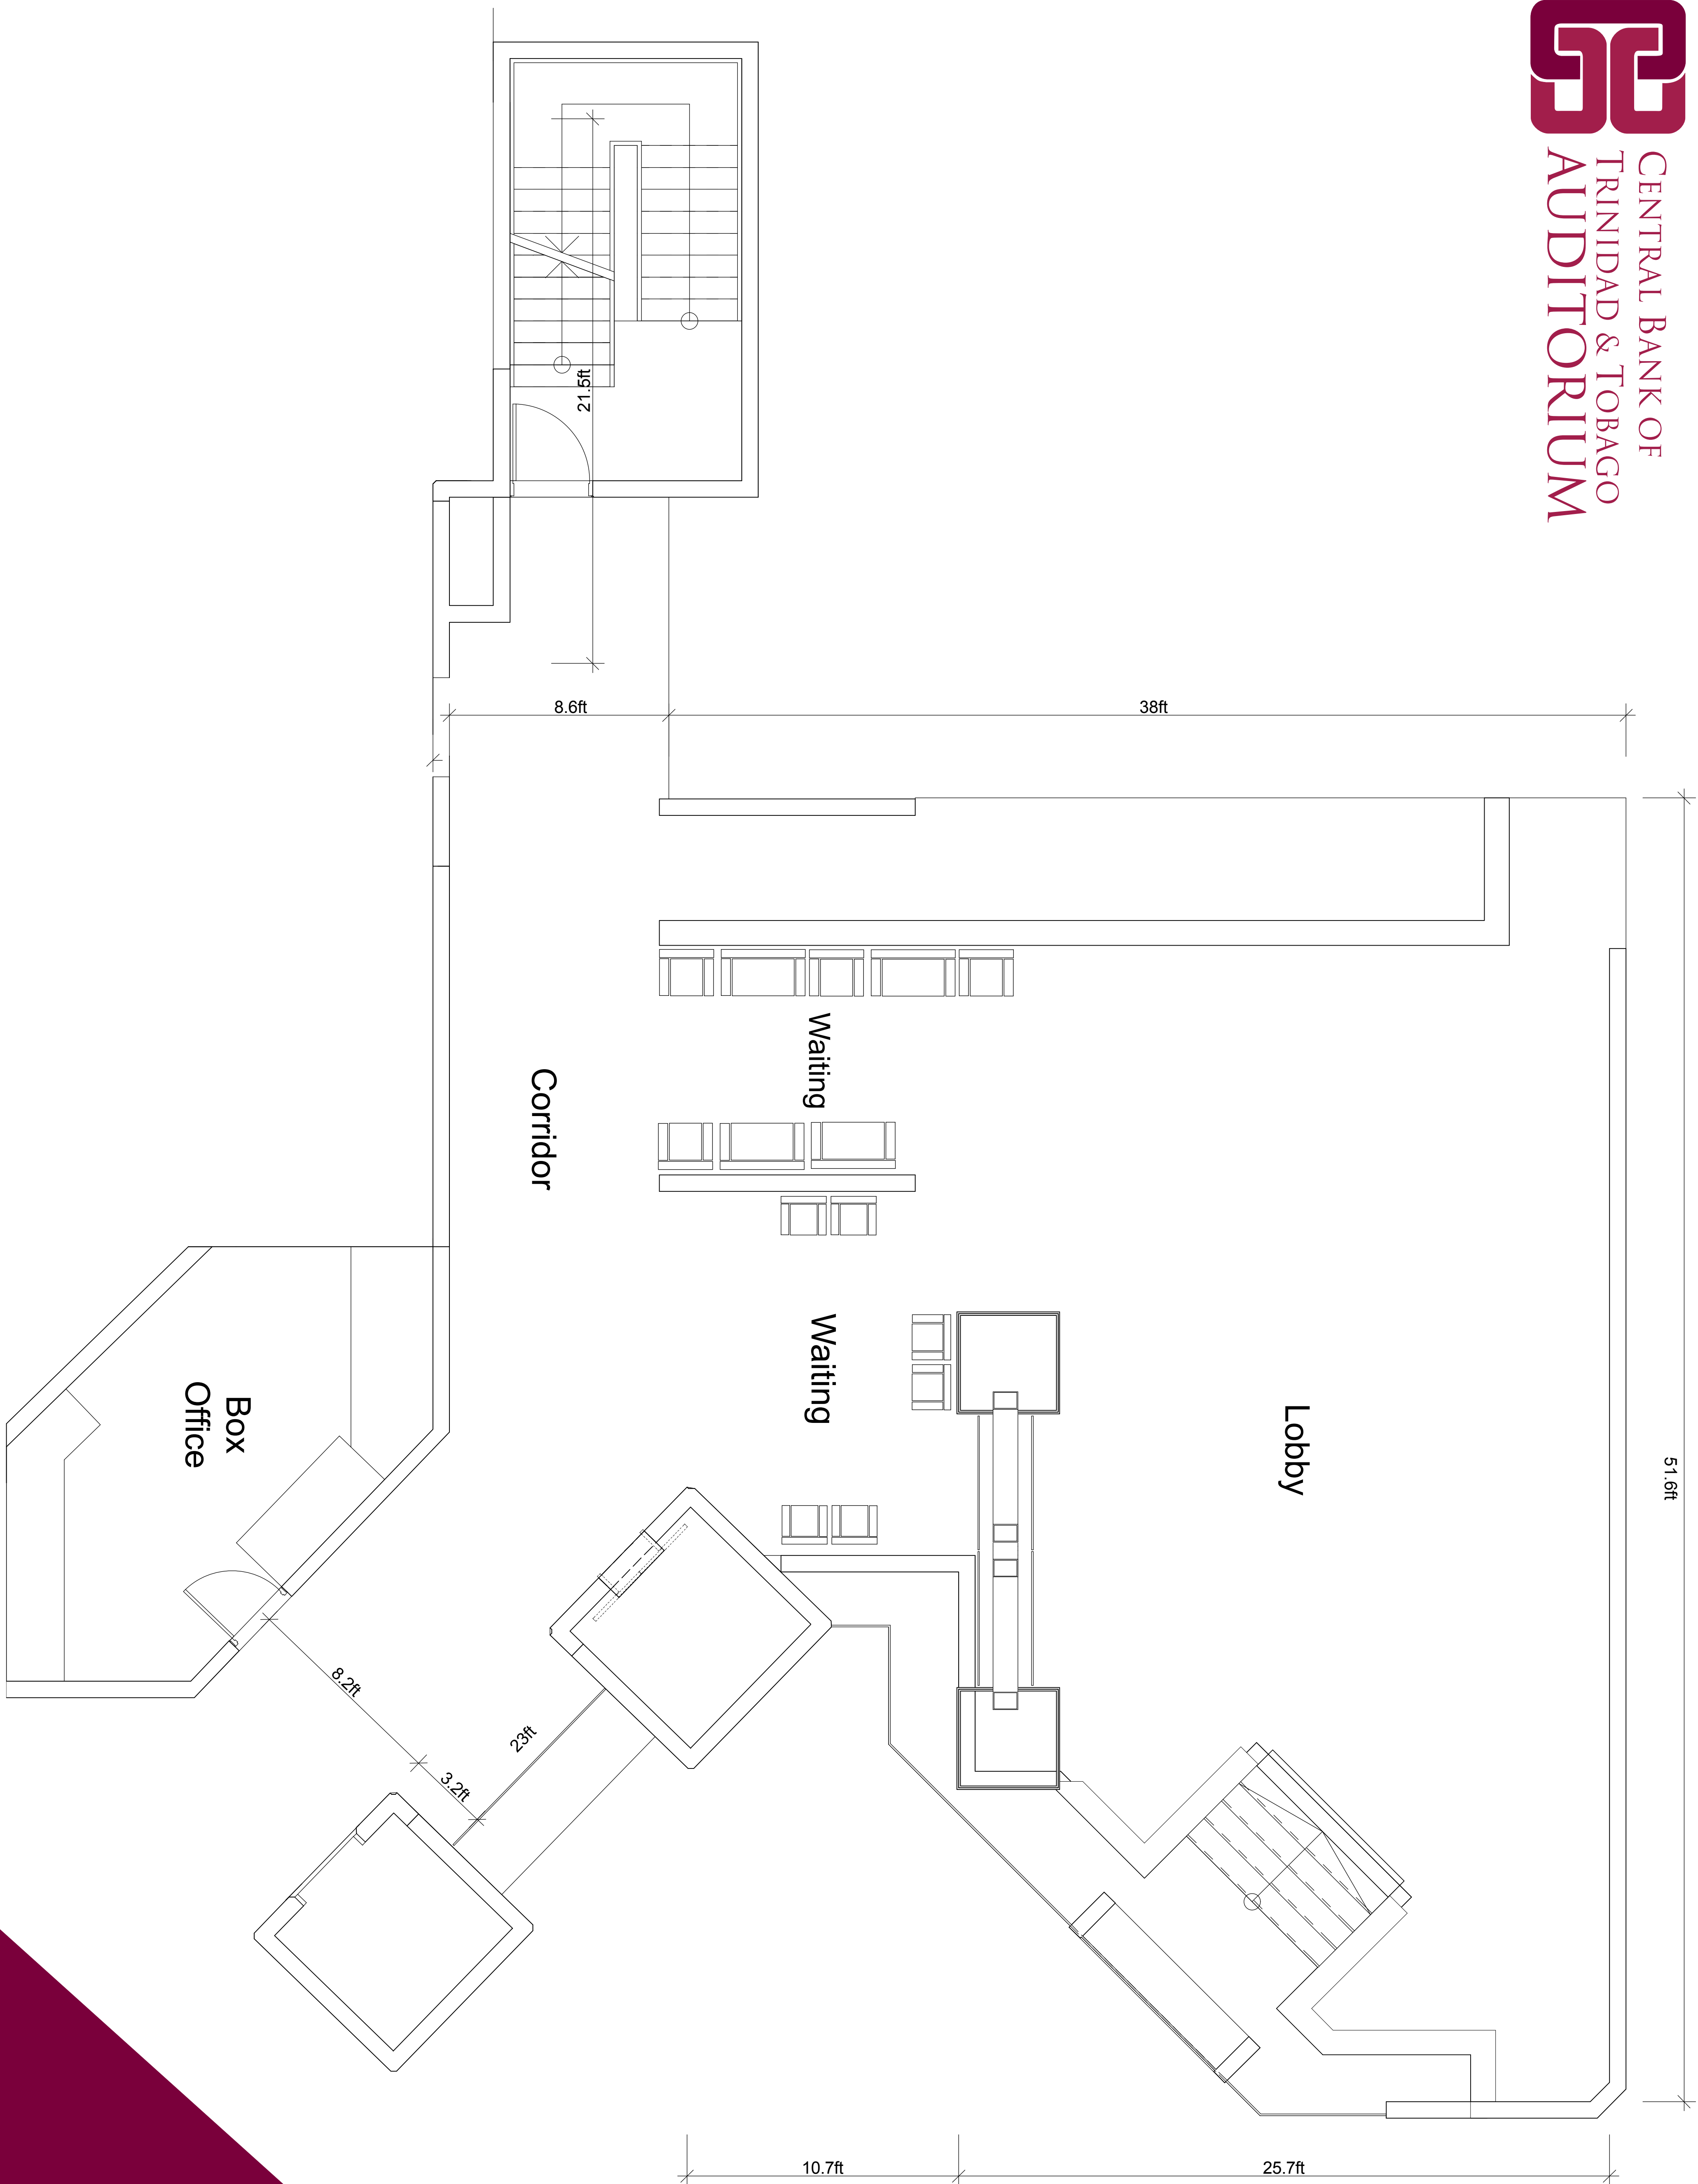 CENTRAL BANK OF
TRINIDAD & TOBAGO
AUDITORIUM
21.5ft
8.6ft
38ft
51.6ft
Waiting
Corridor
Waiting
Lobby
Box
Office
8.2ft
3.2ft
23ft
10.7ft
25.7ft